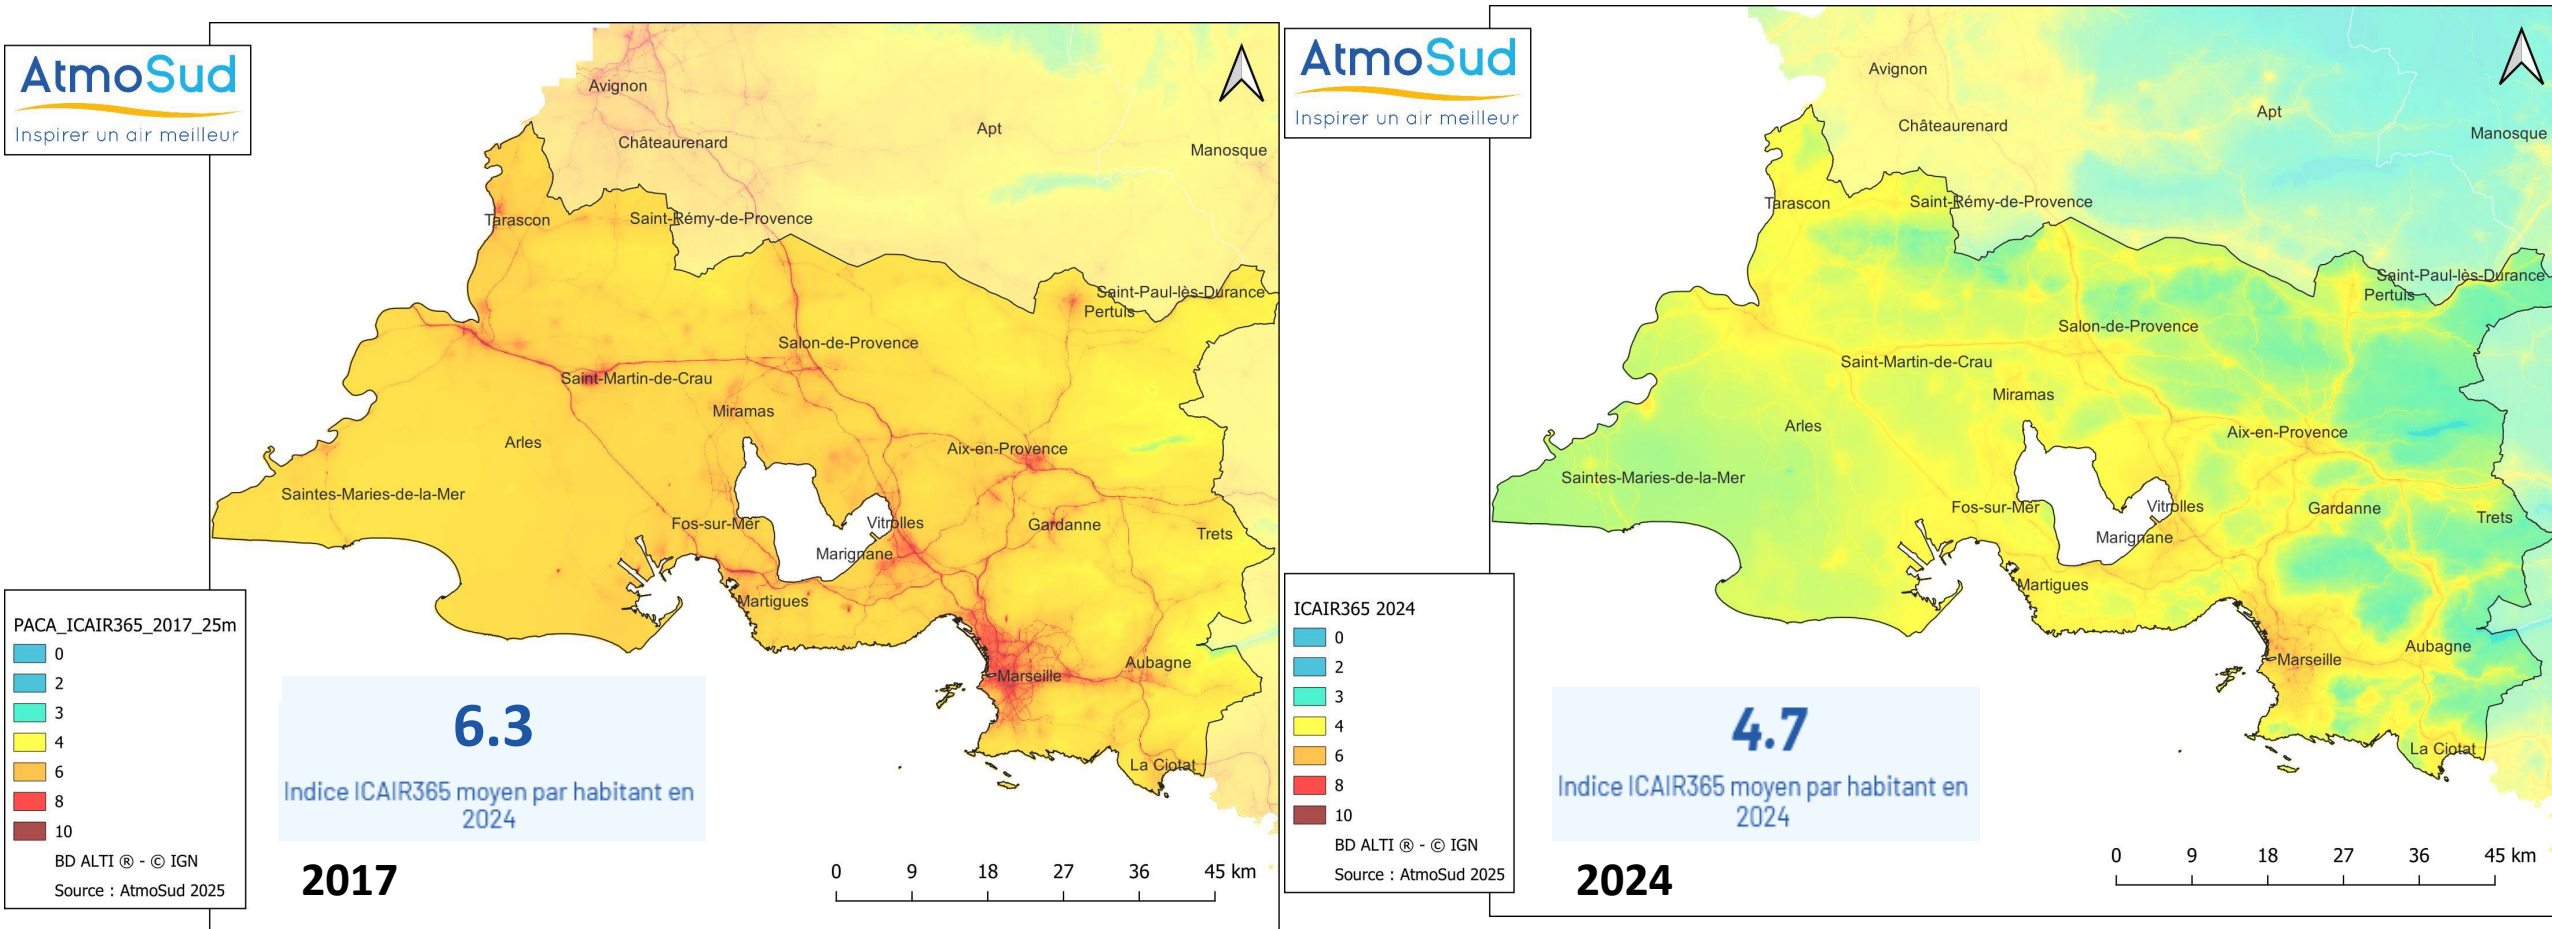 AtmoSud
Inspirer un air meilleur
Avignon
Châteaurenard
Apt
Manosque
Tarascon
Saint-Rémy-de-Provence
Saint-Paul-lès-Durance
Pertuis
Salon-de-Provence
Saint-Martin-de-Crau
Miramas
Arles
Aix-en-Provence
Saintes-Maries-de-la-Mer
Fos-sur-Mer
Vitrolles
Gardanne
Trets
Marignane
Martigues
Aubagne
Marseille
La Ciotat
PACA_ICAIR365_2017_25m
0
2
3
4
6
8
10
BD ALTI ® - © IGN
Source : AtmoSud 2025
6.3
Indice ICAIR365 moyen par habitant en
2024
2017
0 9 18 27 36 45 km
AtmoSud
Inspirer un air meilleur
Avignon
Apt
Châteaurenard
Manosque
Tarascon
Saint-Rémy-de-Provence
Saint-Paul-lès-Durance
Pertuis
Salon-de-Provence
Saint-Martin-de-Crau
Miramas
Arles
Aix-en-Provence
Saintes-Maries-de-la-Mer
Fos-sur-Mer
Vitrolles
Gardanne
Trets
Marignane
Martigues
Aubagne
Marseille
La Ciotat
ICAIR365 2024
0
2
3
4
6
8
10
BD ALTI ® - © IGN
Source : AtmoSud 2025
4.7
Indice ICAIR365 moyen par habitant en
2024
2024
0 9 18 27 36 45 km